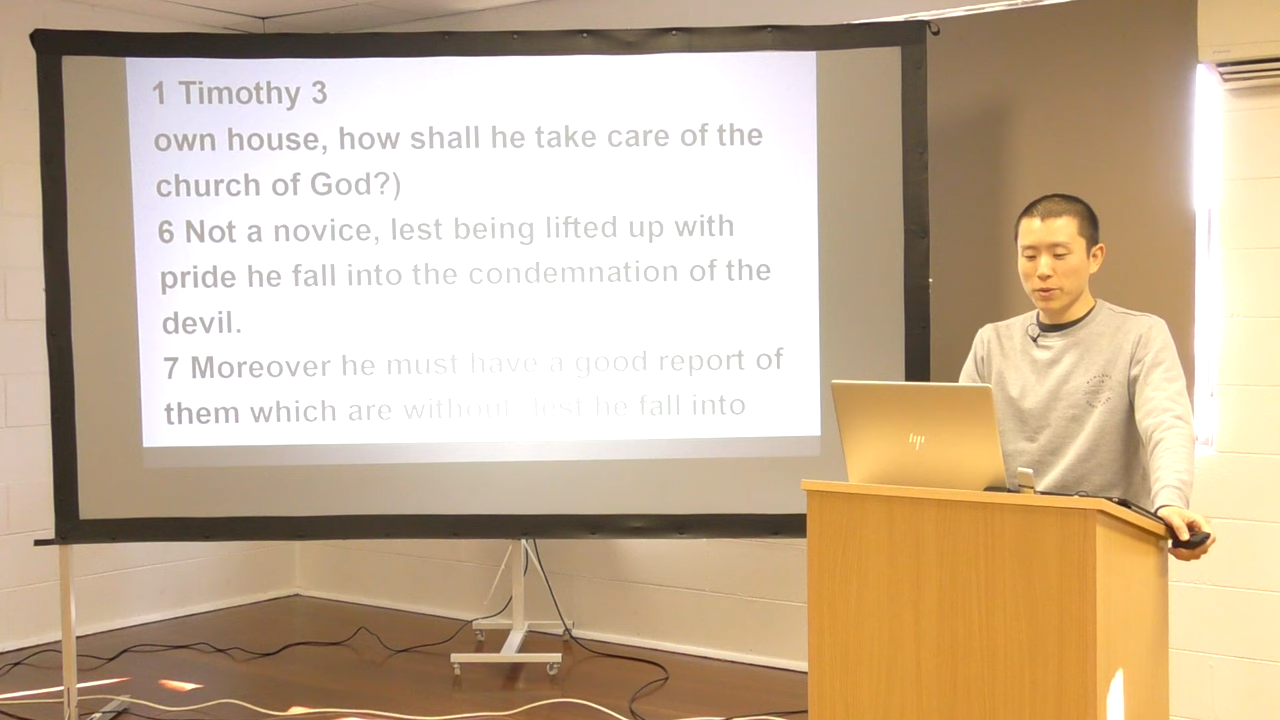 1 Timothy 3
own house, how shall he take care of the
church of God?)
6 Not a novice, lest being lifted up with
pride he fall into the condemnation of the
devil.
7 Moreover he must have a good report of
them which are without, lest he fall into
hp